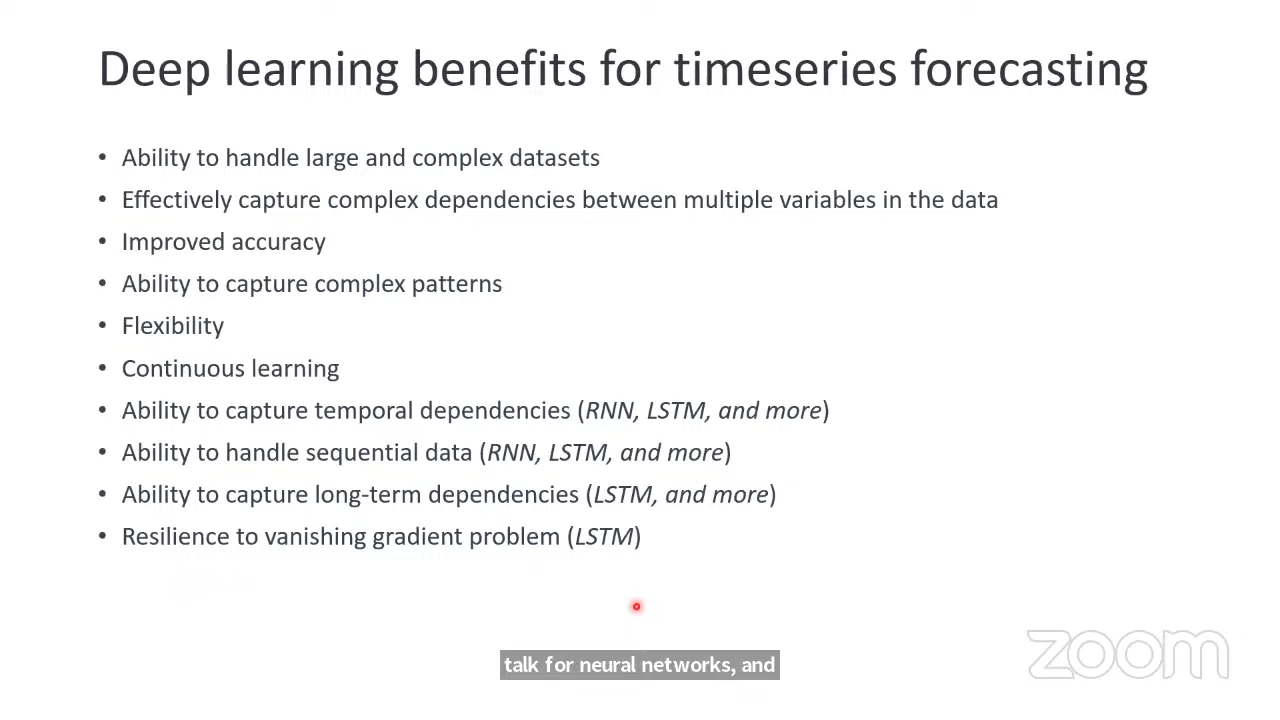 Deep learning benefits for timeseries forecasting
• Ability to handle large and complex datasets
• Effectively capture complex dependencies between multiple variables in the data
• Improved accuracy
• Ability to capture complex patterns
• Flexibility
• Continuous learning
• Ability to capture temporal dependencies (RNN, LSTM, and more)
• Ability to handle sequential data (RNN, LSTM, and more)
• Ability to capture long-term dependencies (LSTM, and more)
• Resilience to vanishing gradient problem (LSTM)
talk for neural networks, and
zoom